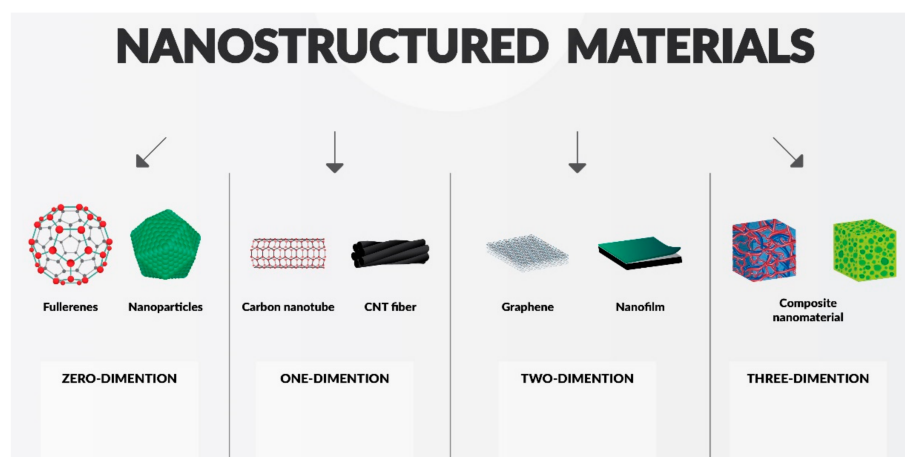 NANOSTRUCTURED MATERIALS
Fullerenes
Nanoparticles
Carbon nanotube
CNT fiber
Graphene
Nanofilm
Composite
nanomaterial
ZERO-DIMENTION
ONE-DIMENTION
TWO-DIMENTION
THREE-DIMENTION